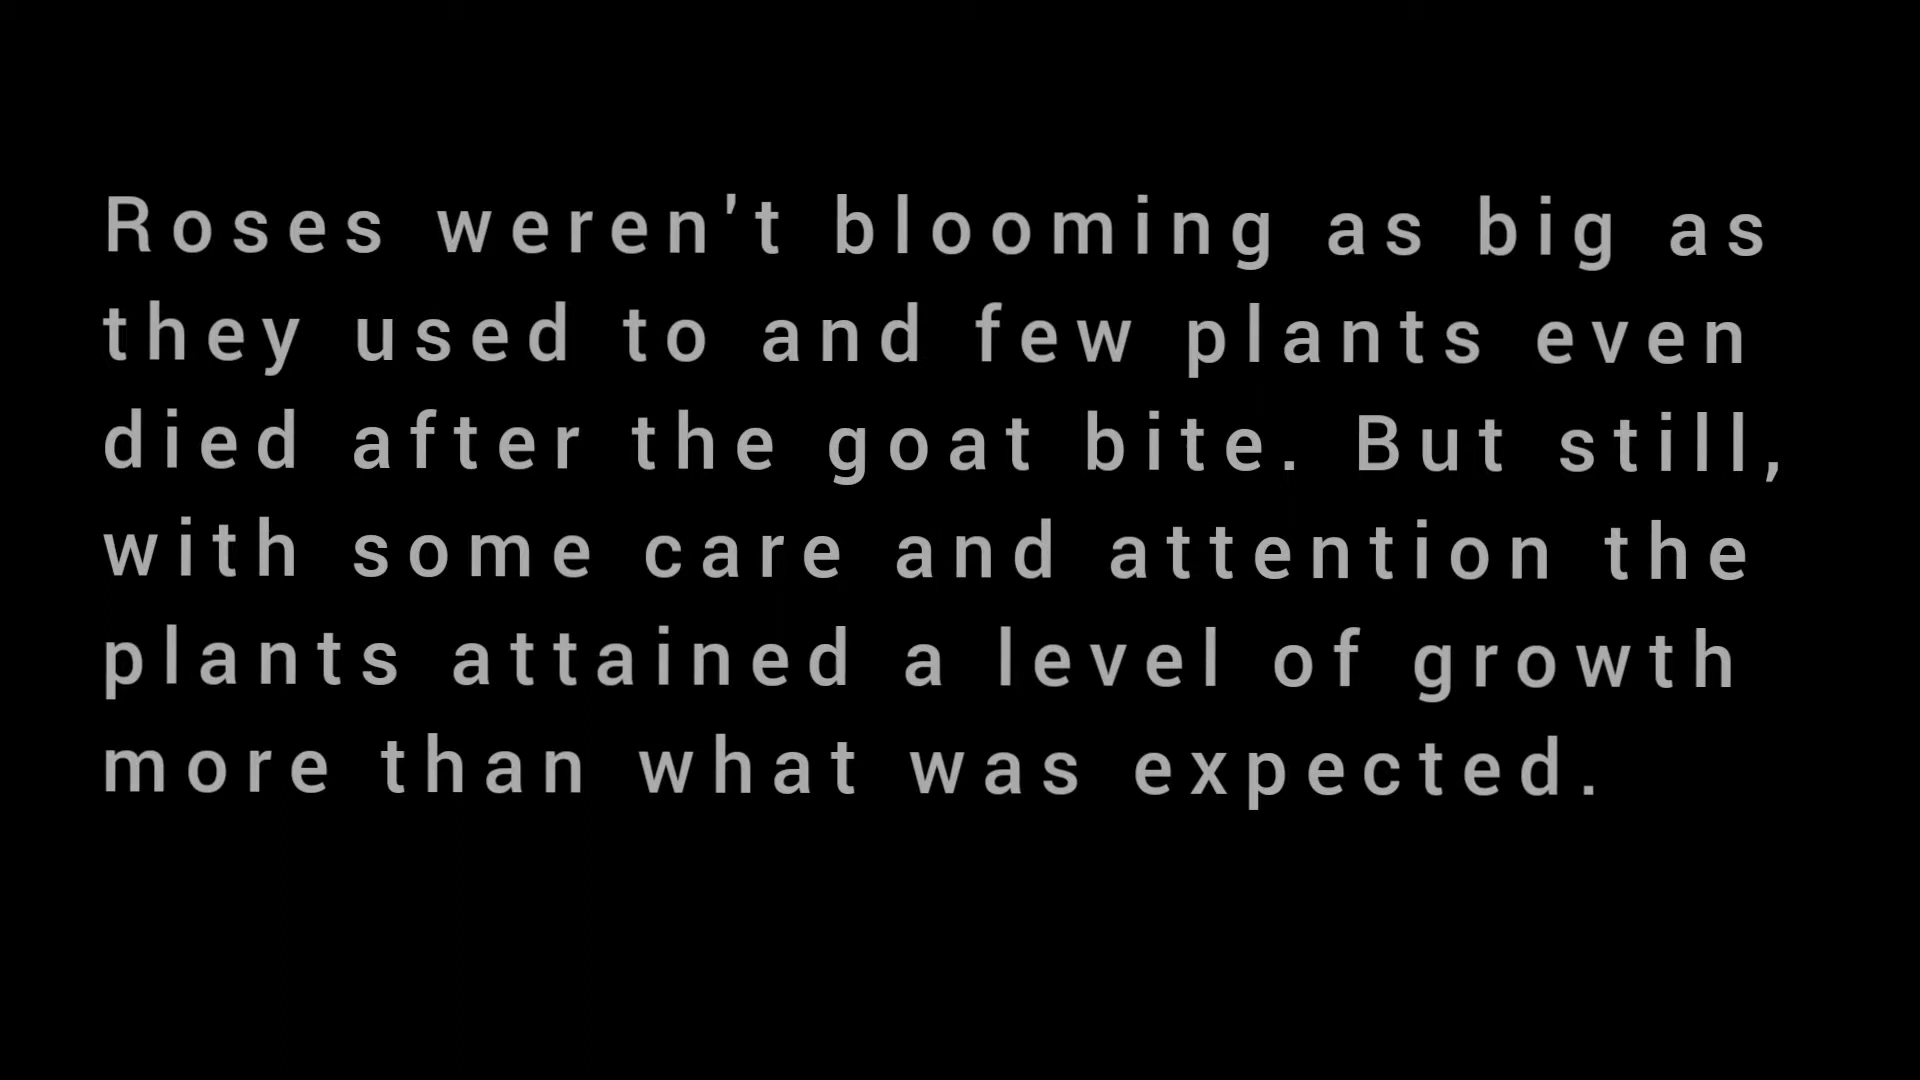 Roses weren't blooming as big as
they used to and few plants even
died after the goat bite. But still,
with some care and attention the
plants attained a level of growth
more than what was expected.